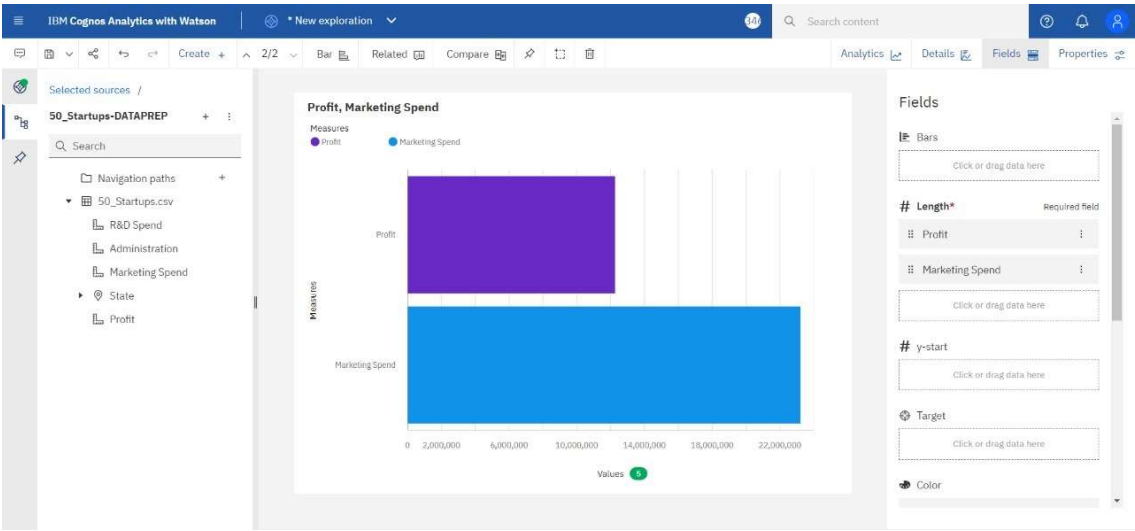 IBM Cognos Analytics with Watson
* New exploration
Search content
Create +
2/2
Bar
Related
Compare
Analytics
Details
Fields
Properties
Selected sources /
50_Startups-DATAPREP
Search
Navigation paths
50_Startups.csv
R&D Spend
Administration
Marketing Spend
State
Profit
Profit, Marketing Spend
Measures
Profit Marketing Spend
Profit
Marketing Spend
Measures
0 2,000,000 6,000,000 10,000,000 14,000,000 18,000,000 22,000,000
Values 5
Fields
Bars
Click or drag data here
# Length* Required field
Profit
Marketing Spend
Click or drag data here
# y-start
Click or drag data here
Target
Click or drag data here
Color